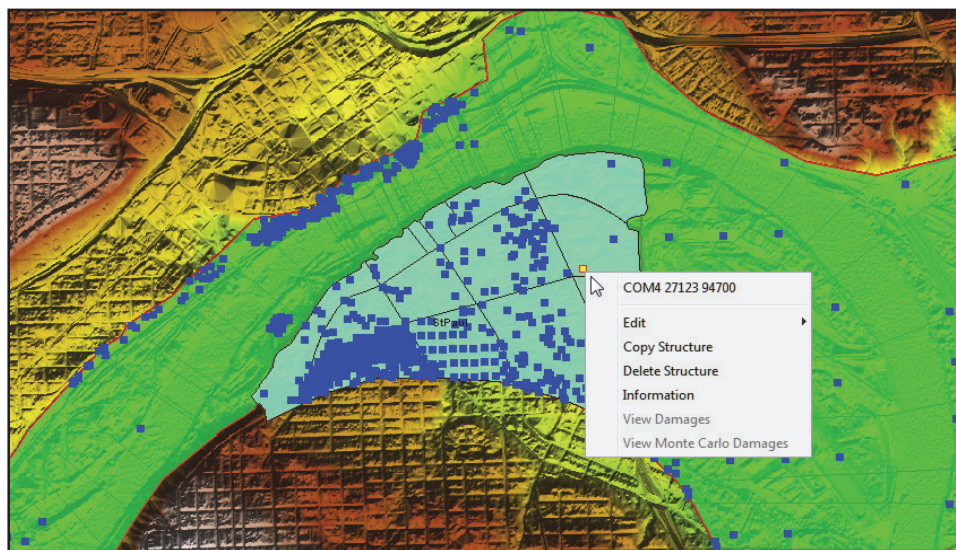 StPaul
COM4 27123 94700
Edit
Copy Structure
Delete Structure
Information
View Damages
View Monte Carlo Damages